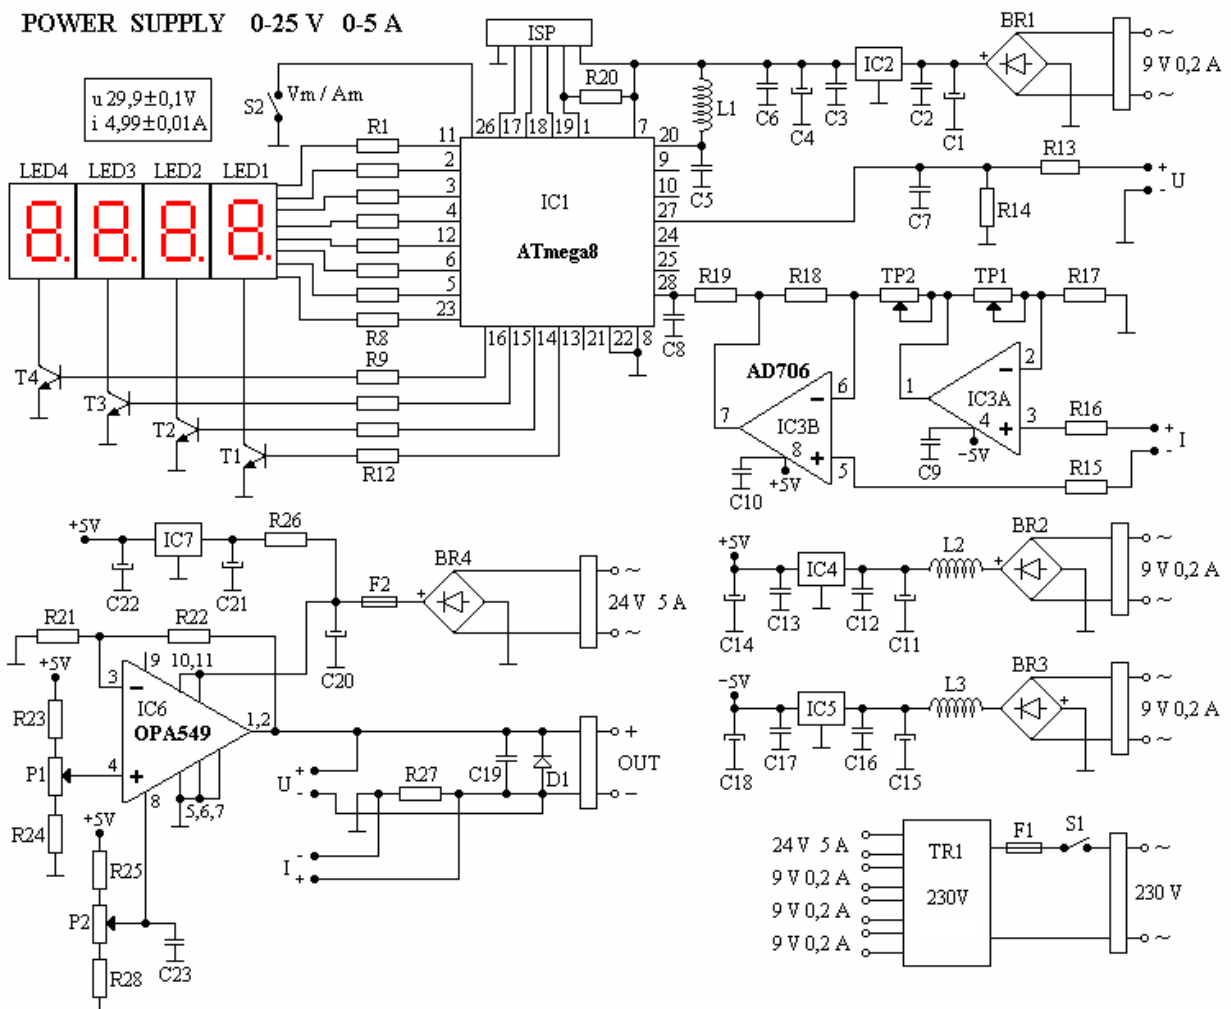 POWER SUPPLY 0-25 V 0-5 A
ISP
BR1
~
9 V 0,2 A
~
+
IC2
R20
L1
C6
C4
C3
C2
C1
u 29,9±0,1V
i 4,99±0,01A
S2
Vm / Am
26
17
18
19
1
7
R1
11
2
3
4
12
6
5
23
R8
20
9
10
27
24
25
28
IC1
ATmega8
16
15
14
13
21
22
8
C5
C7
R13
R14
+
U
-
LED4
LED3
LED2
LED1
R9
R12
T4
T3
T2
T1
C8
R19
R18
TP2
TP1
R17
AD706
6
7
IC3B
8
5
+5V
C10
1
2
IC3A
4
3
-5V
C9
R16
R15
+
I
-
+5V
IC7
R26
C22
C21
BR4
+
F2
~
24 V 5 A
~
C20
R21
R22
+5V
9
10,11
3
IC6
OPA549
1,2
4
8
5,6,7
R23
P1
R24
+5V
R25
P2
R28
C23
U
+
-
R27
C19
D1
+
OUT
−
I
-
+
+5V
IC4
L2
BR2
+
~
9 V 0,2 A
~
C14
C13
C12
C11
-5V
IC5
L3
BR3
+
~
9 V 0,2 A
~
C18
C17
C16
C15
24 V 5 A
9 V 0,2 A
9 V 0,2 A
9 V 0,2 A
TR1
230V
F1
S1
~
230 V
~